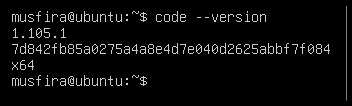 musfira@ubuntu:~$ code --version
1.105.1
7d842fb85a0275a4a8e4d7e040d2625abbf7f084
x64
musfira@ubuntu:~$